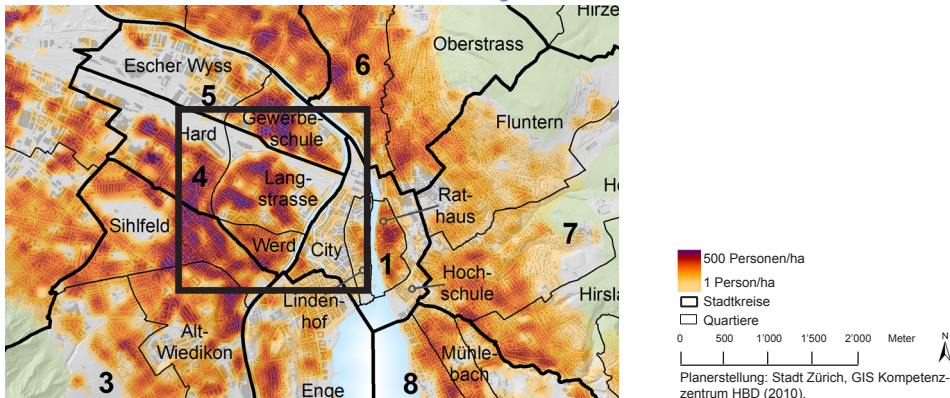 Hirze
Oberstrass
6
Escher Wyss
5
Gewerbe-
schule
Hard
Fluntern
4
Lang-
strasse
Rat-
haus
Sihlfeld
7
Werd
City
1
Hoch-
schule
Linden-
hof
Hirsla
Alt-
Wiedikon
Mühle-
bach
3
Enge
8
500 Personen/ha
1 Person/ha
Stadtkreise
Quartiere
0 500 1'000 1'500 2'000 Meter
N
Planerstellung: Stadt Zürich, GIS Kompetenz-
zentrum HBD (2010).